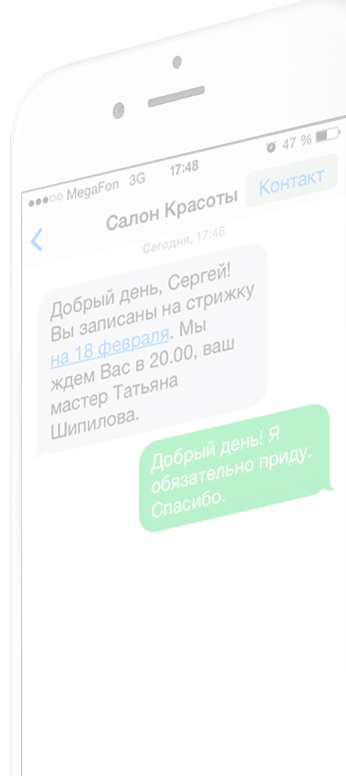 MegaFon 3G 17:48 47 %
Салон Красоты Контакт
Сегодня, 17:46
Добрый день, Сергей!
Вы записаны на стрижку
на 18 февраля. Мы
ждем Вас в 20.00, ваш
мастер Татьяна
Шипилова.
Добрый день! Я
обязательно приду.
Спасибо.